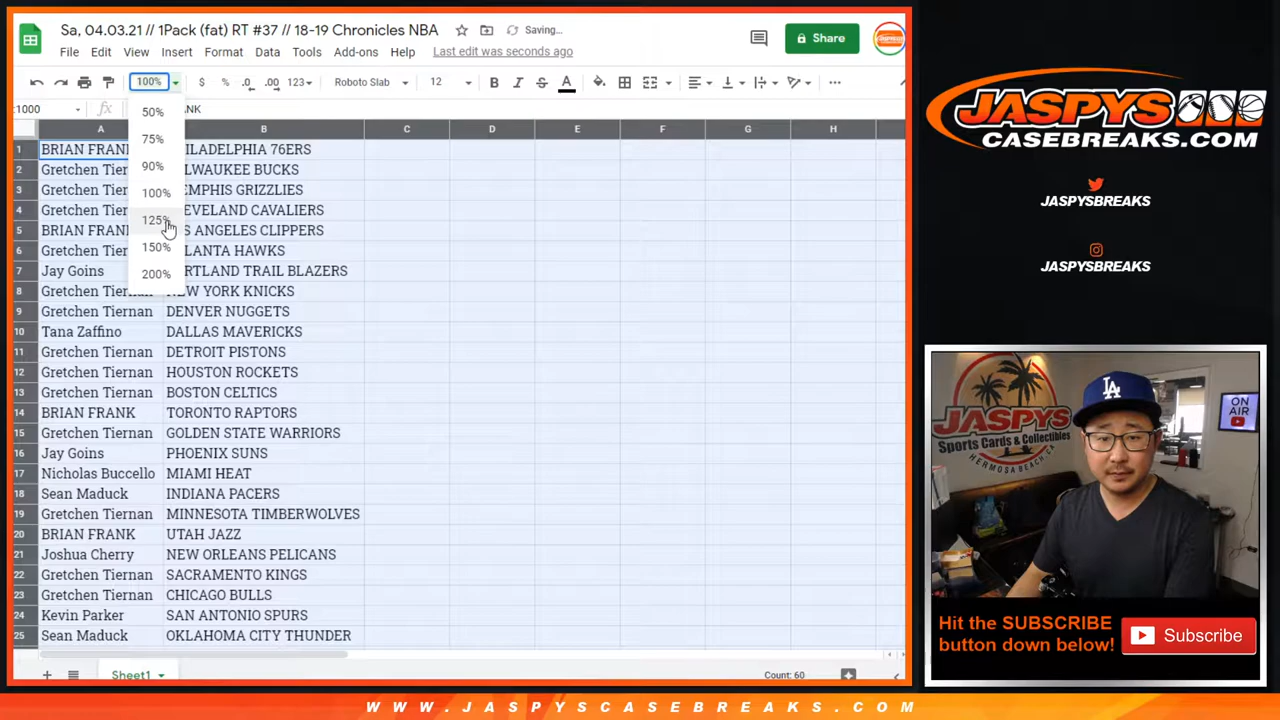 Sa, 04.03.21 // 1Pack (fat) RT #37 // 18-19 Chronicles NBA
Saving...
File Edit View Insert Format Data Tools Add-ons Help
Last edit was seconds ago
Share
100%
$ % .0 .00 123
Roboto Slab
12
B I S A
:1000
fx
ANK
50%
75%
90%
100%
125%
150%
200%
A B C D E F G H
1 BRIAN FRANK ILADELPHIA 76ERS
2 Gretchen Tier LWAUKEE BUCKS
3 Gretchen Tier EMPHIS GRIZZLIES
4 Gretchen Tier EVELAND CAVALIERS
5 BRIAN FRANK S ANGELES CLIPPERS
6 Gretchen Tier LANTA HAWKS
7 Jay Goins RTLAND TRAIL BLAZERS
8 Gretchen Tiernan NEW YORK KNICKS
9 Gretchen Tiernan DENVER NUGGETS
10 Tana Zaffino DALLAS MAVERICKS
11 Gretchen Tiernan DETROIT PISTONS
12 Gretchen Tiernan HOUSTON ROCKETS
13 Gretchen Tiernan BOSTON CELTICS
14 BRIAN FRANK TORONTO RAPTORS
15 Gretchen Tiernan GOLDEN STATE WARRIORS
16 Jay Goins PHOENIX SUNS
17 Nicholas Buccello MIAMI HEAT
18 Sean Maduck INDIANA PACERS
19 Gretchen Tiernan MINNESOTA TIMBERWOLVES
20 BRIAN FRANK UTAH JAZZ
21 Joshua Cherry NEW ORLEANS PELICANS
22 Gretchen Tiernan SACRAMENTO KINGS
23 Gretchen Tiernan CHICAGO BULLS
24 Kevin Parker SAN ANTONIO SPURS
25 Sean Maduck OKLAHOMA CITY THUNDER
Sheet1
Count: 60
JASPYS
CASEBREAKS.COM
JASPYSBREAKS
JASPYSBREAKS
JASPYS
Sports Cards & Collectibles
HERMOSA BEACH, CA
LA
ON
AIR
Hit the SUBSCRIBE
button down below!
Subscribe
WWW.JASPYSCASEBREAKS.COM